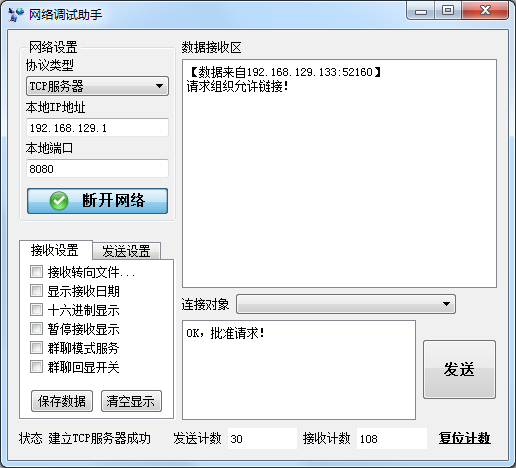 网络调试助手
网络设置
协议类型
TCP服务器
本地IP地址
192.168.129.1
本地端口
8080
断开网络
接收设置 发送设置
接收转向文件...
显示接收日期
十六进制显示
暂停接收显示
群聊模式服务
群聊回显开关
保存数据 清空显示
数据接收区
【数据来自192.168.129.133:52160】
请求组织允许链接!
连接对象
OK,批准请求!
发送
状态 建立TCP服务器成功 发送计数 30 接收计数 108 复位计数